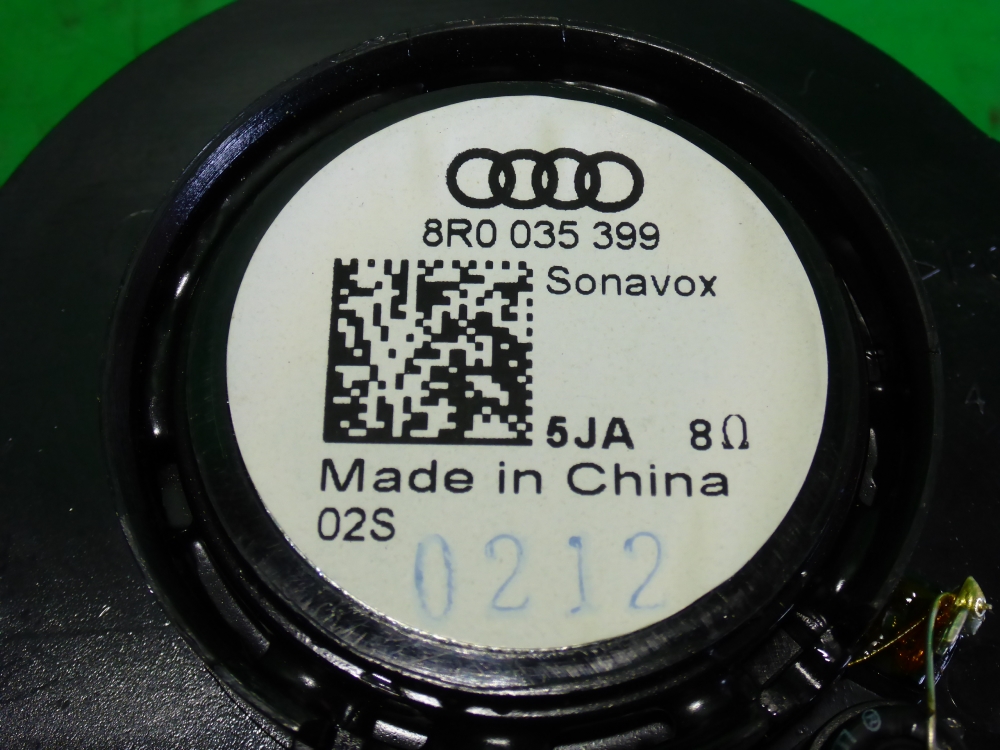 8R0 035 399
Sonavox
5JA 8Ω
Made in China
02S
0212